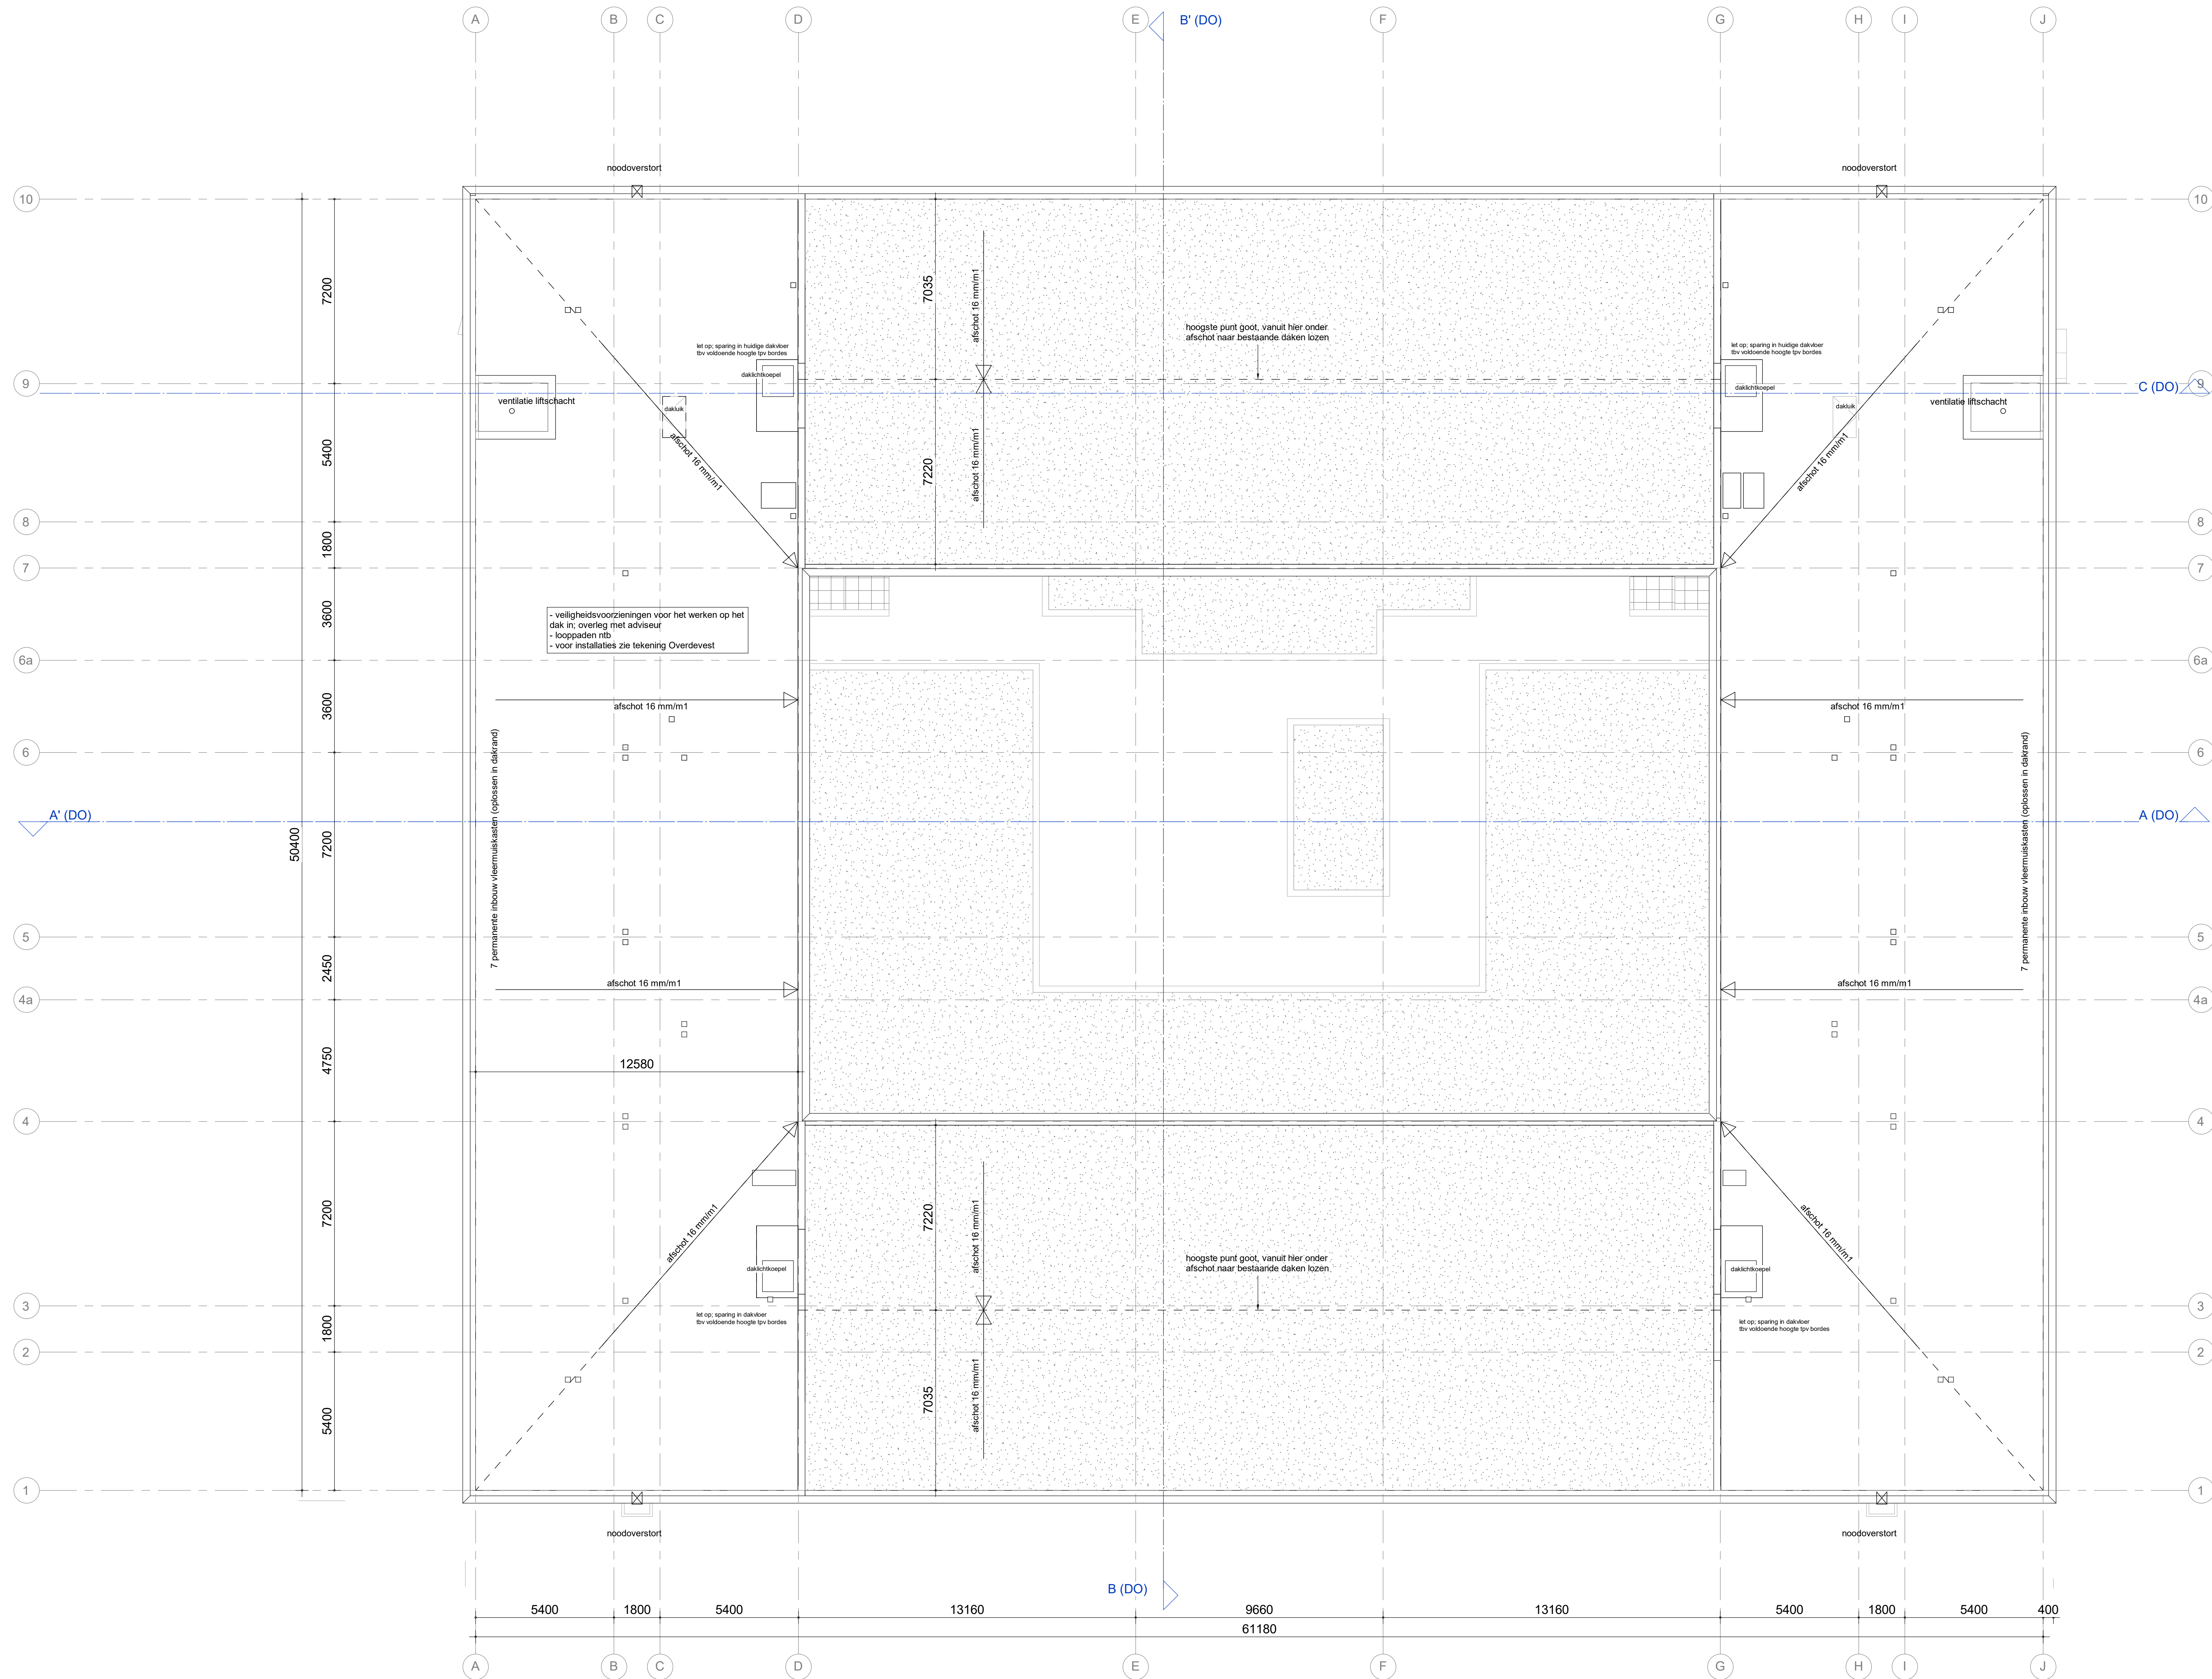 A
B
C
D
E
B' (DO)
F
G
H
I
J
noodoverstort
noodoverstort
10
10
7200
7035
afschot 16 mm/m1
hoogste punt goot, vanuit hier onder
afschot naar bestaande daken lozen
let op; sparing in huidige dakvloer
tbv voldoende hoogte tpv bordes
let op; sparing in huidige dakvloer
tbv voldoende hoogte tpv bordes
daklichtkoepel
daklichtkoepel
9
9
C (DO)
ventilatie liftschacht
dakluik
dakluik
ventilatie liftschacht
5400
afschot 16 mm/m1
7220
afschot 16 mm/m1
afschot 16 mm/m1
8
8
1800
7
7
3600
- veiligheidsvoorzieningen voor het werken op het
dak in; overleg met adviseur
- looppaden ntb
- voor installaties zie tekening Overdevest
6a
6a
3600
afschot 16 mm/m1
afschot 16 mm/m1
6
6
A' (DO)
A (DO)
50400
7200
7 permanente inbouw vleermuiskasten (oplossen in dakrand)
7 permanente inbouw vleermuiskasten (oplossen in dakrand)
5
5
2450
afschot 16 mm/m1
afschot 16 mm/m1
4a
4a
4750
12580
4
4
7200
afschot 16 mm/m1
7220
afschot 16 mm/m1
afschot 16 mm/m1
hoogste punt goot, vanuit hier onder
afschot naar bestaande daken lozen
daklichtkoepel
daklichtkoepel
3
3
let op; sparing in dakvloer
tbv voldoende hoogte tpv bordes
let op; sparing in dakvloer
tbv voldoende hoogte tpv bordes
1800
2
2
5400
7035
afschot 16 mm/m1
1
1
noodoverstort
noodoverstort
B (DO)
5400
1800
5400
13160
9660
13160
5400
1800
5400
400
61180
A
B
C
D
E
F
G
H
I
J